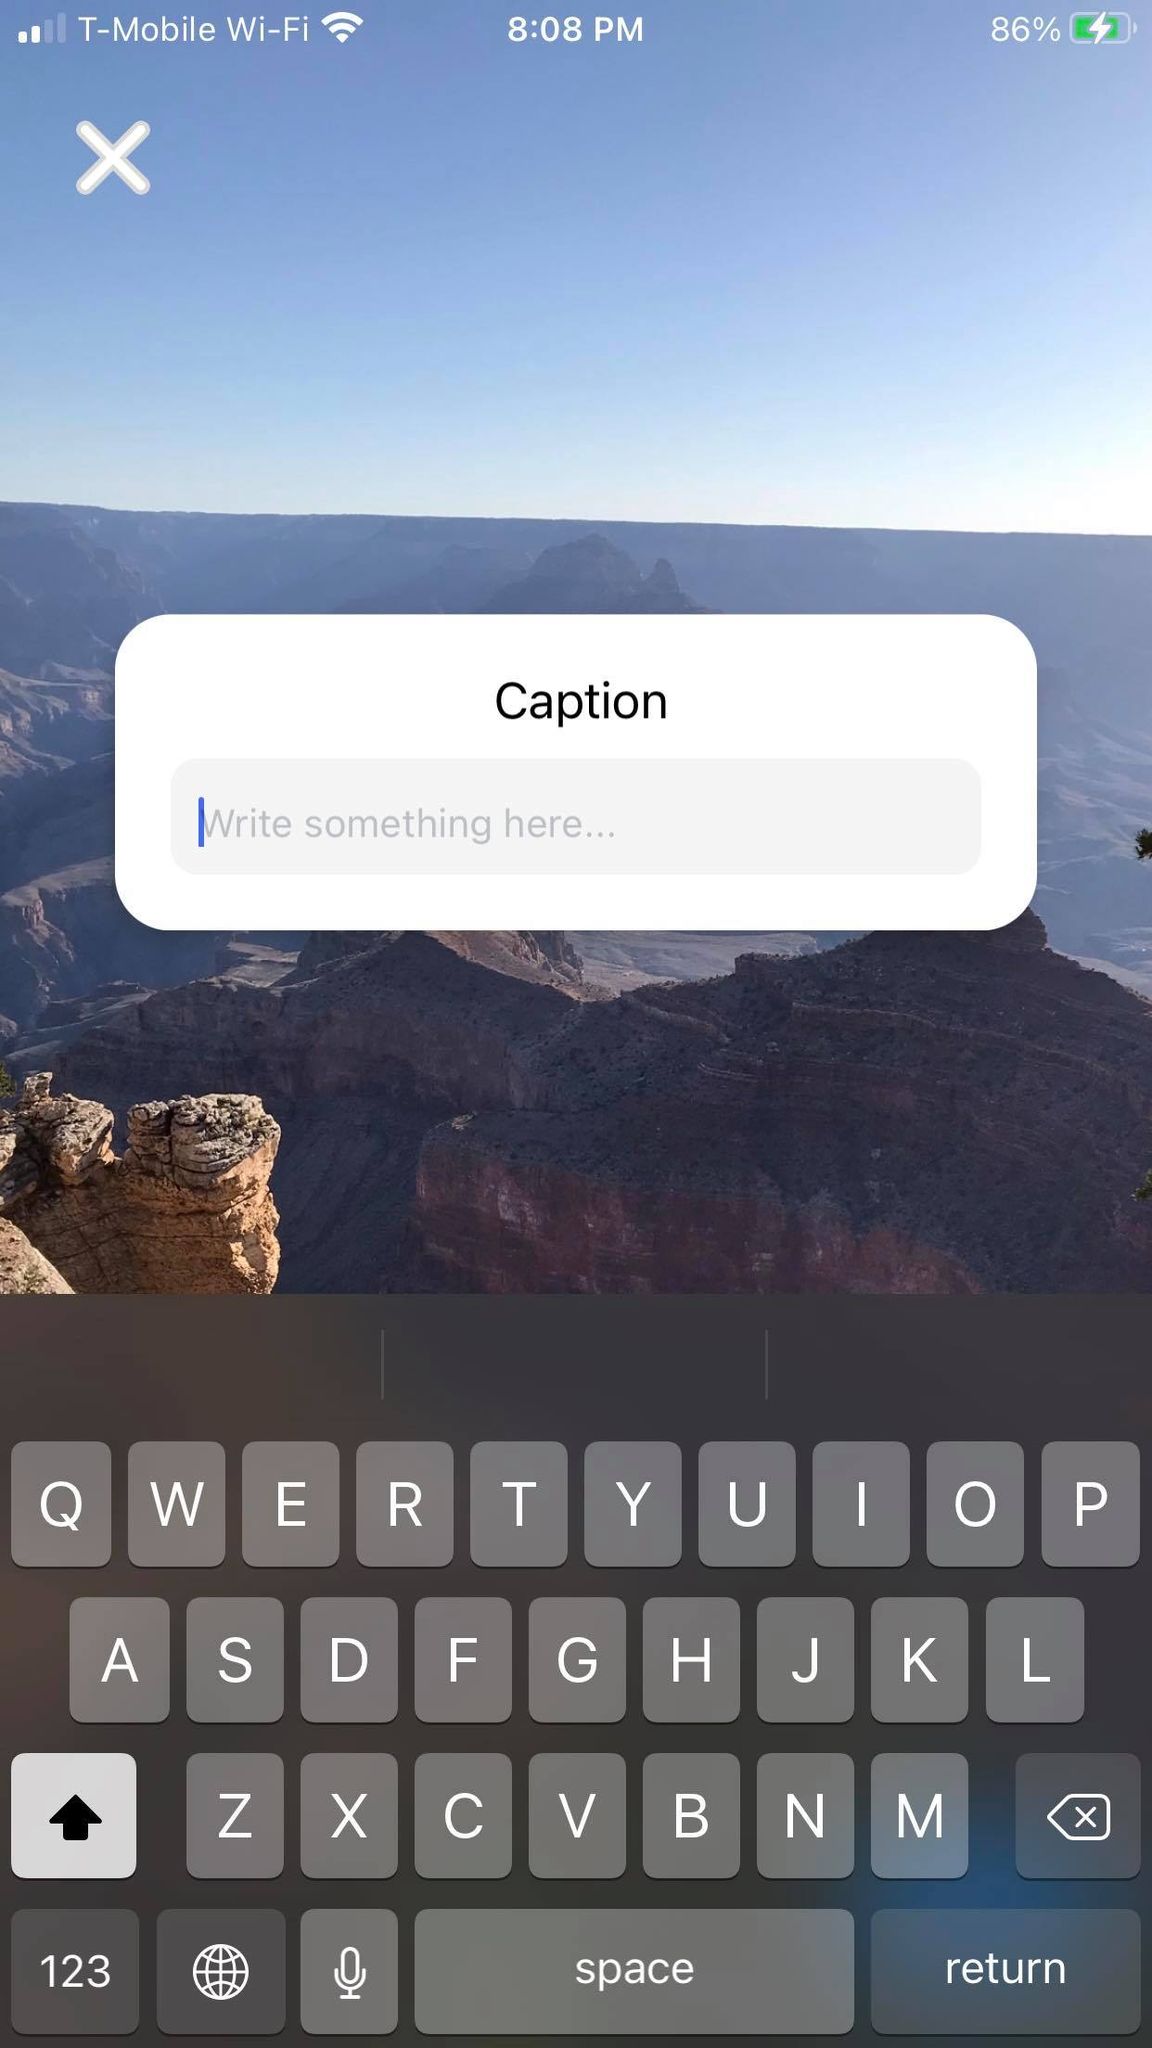 T-Mobile Wi-Fi 8:08 PM 86%
Caption
Write something here...
Q W E R T Y U I O P
A S D F G H J K L
Z X C V B N M
123 space return